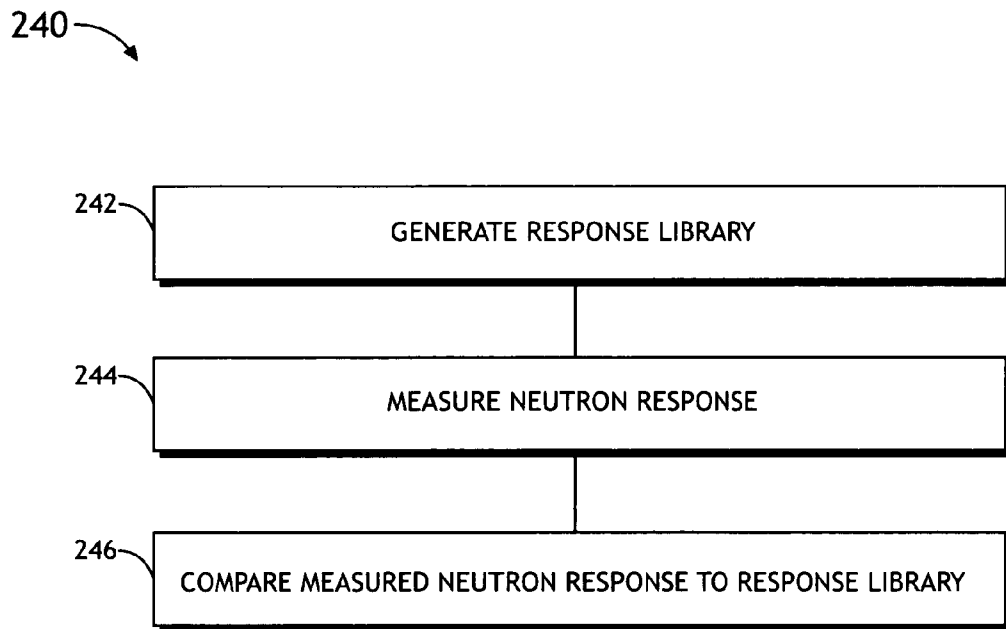 240
242
GENERATE RESPONSE LIBRARY
244
MEASURE NEUTRON RESPONSE
246
COMPARE MEASURED NEUTRON RESPONSE TO RESPONSE LIBRARY